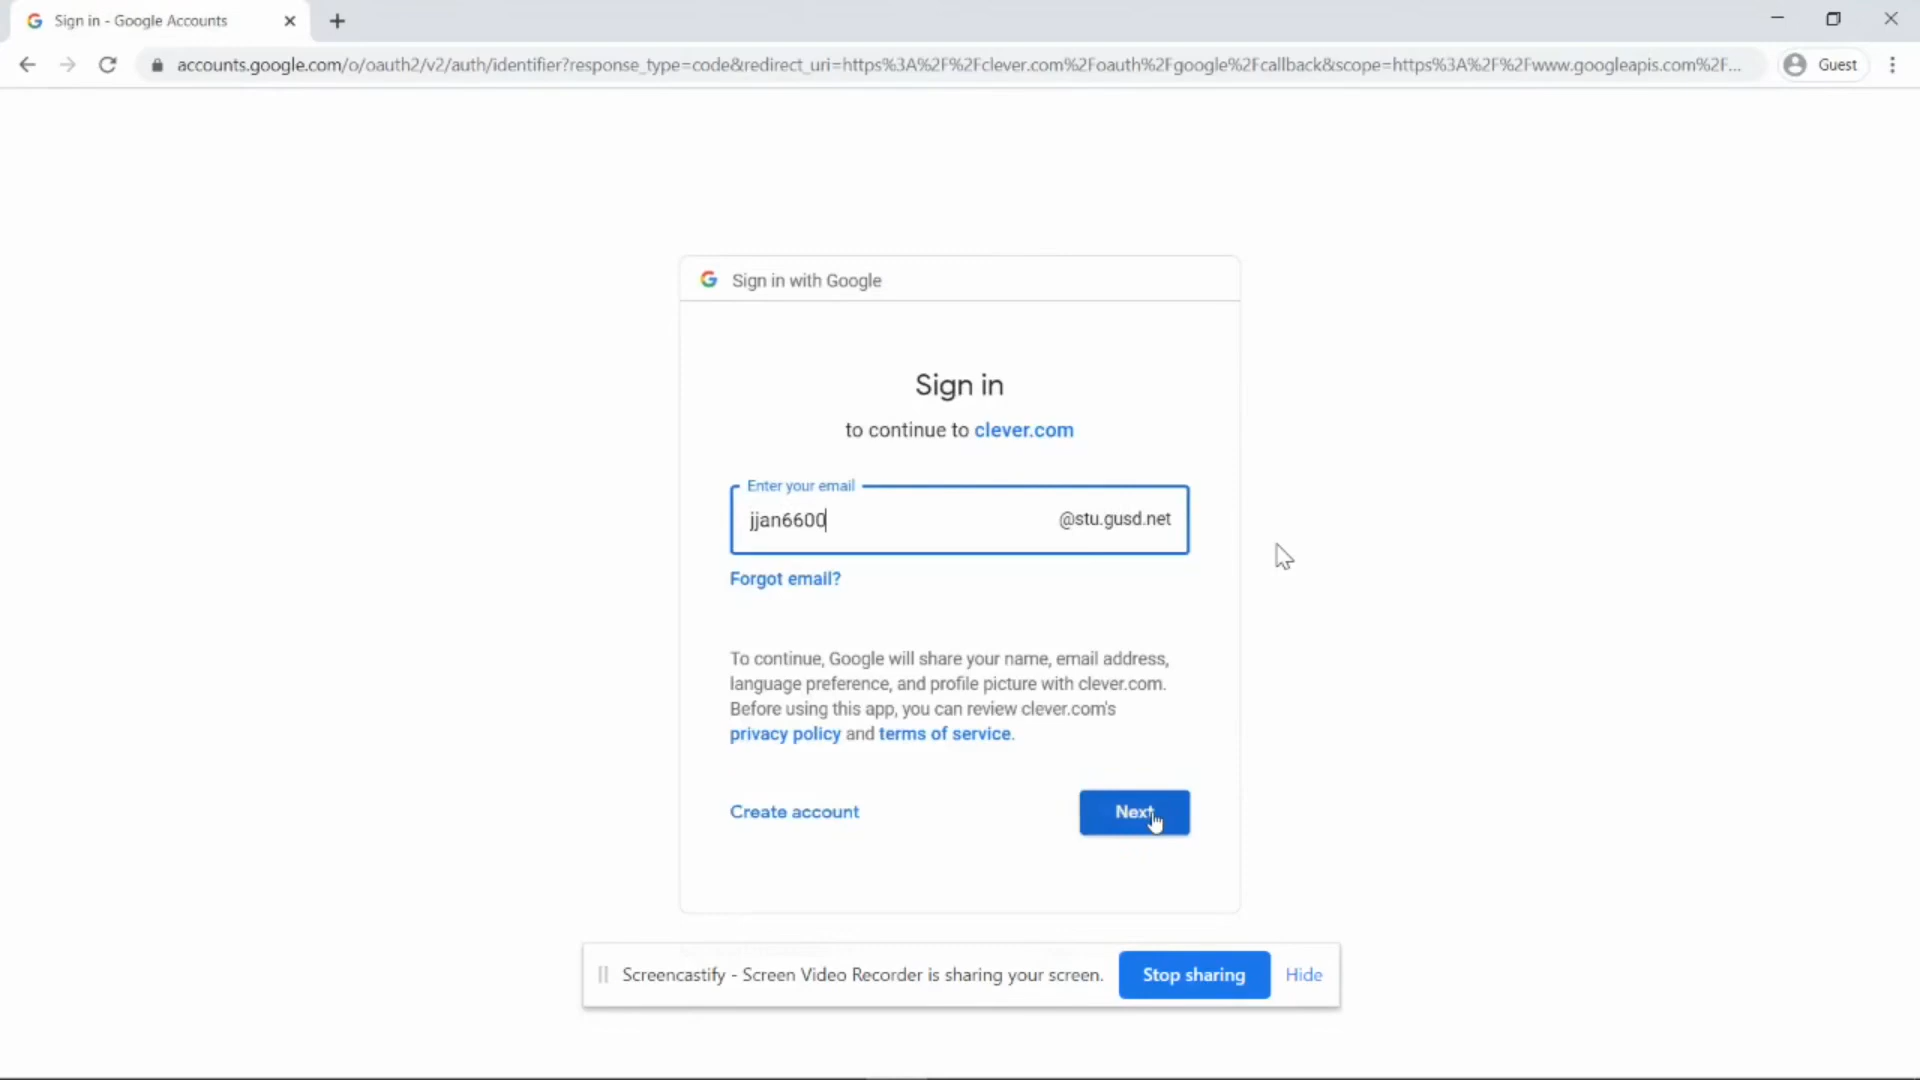 Sign in - Google Accounts
accounts.google.com/o/oauth2/v2/auth/identifier?response_type=code&redirect_uri=https%3A%2F%2Fclever.com%2Foauth%2Fgoogle%2Fcallback&scope=https%3A%2F%2Fwww.googleapis.com%2F...
Guest
Sign in with Google
Sign in
to continue to clever.com
Enter your email
jjan6600 @stu.gusd.net
Forgot email?
To continue, Google will share your name, email address,
language preference, and profile picture with clever.com.
Before using this app, you can review clever.com's
privacy policy and terms of service.
Create account
Next
Screencastify - Screen Video Recorder is sharing your screen.
Stop sharing
Hide